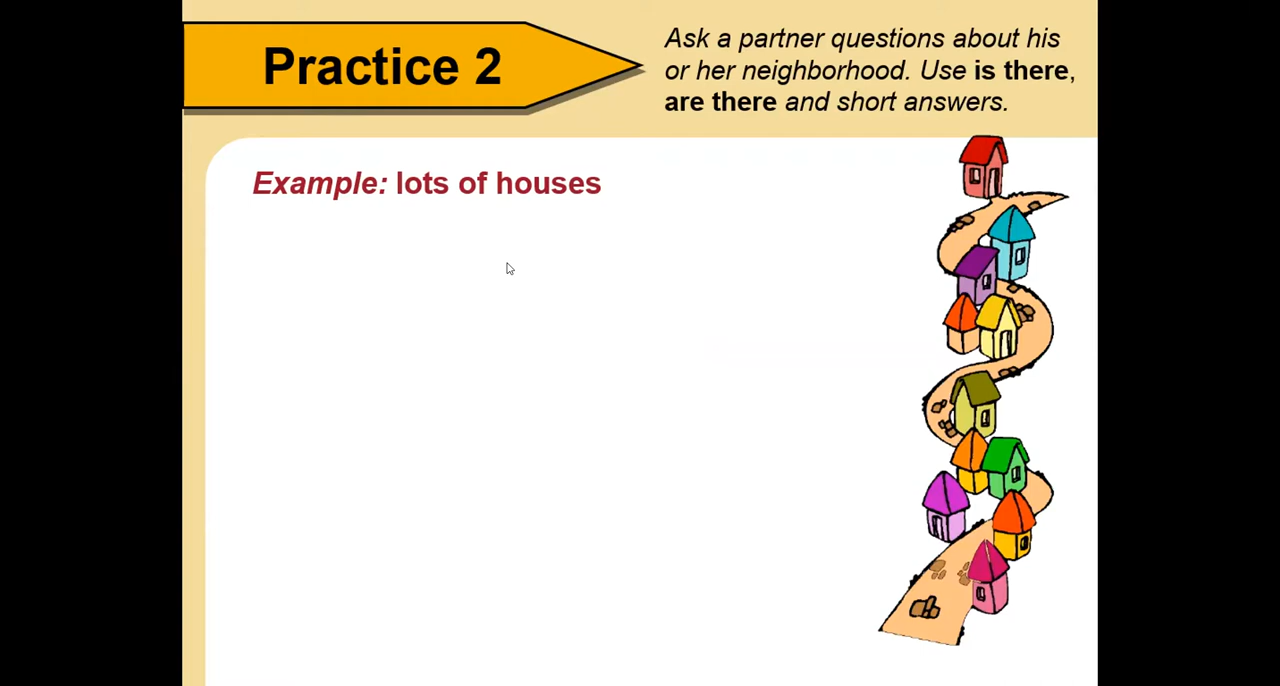 Practice 2
Ask a partner questions about his
or her neighborhood. Use is there,
are there and short answers.
Example: lots of houses